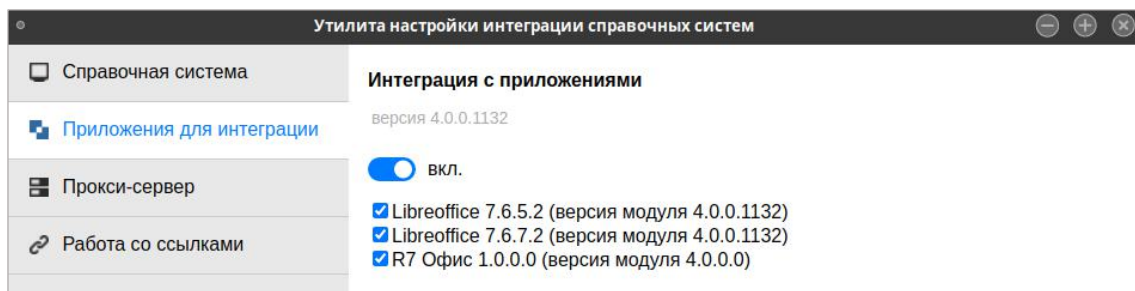 Утилита настройки интеграции справочных систем
Справочная система
Приложения для интеграции
Прокси-сервер
Работа со ссылками
Интеграция с приложениями
версия 4.0.0.1132
вкл.
Libreoffice 7.6.5.2 (версия модуля 4.0.0.1132)
Libreoffice 7.6.7.2 (версия модуля 4.0.0.1132)
R7 Офис 1.0.0.0 (версия модуля 4.0.0.0)